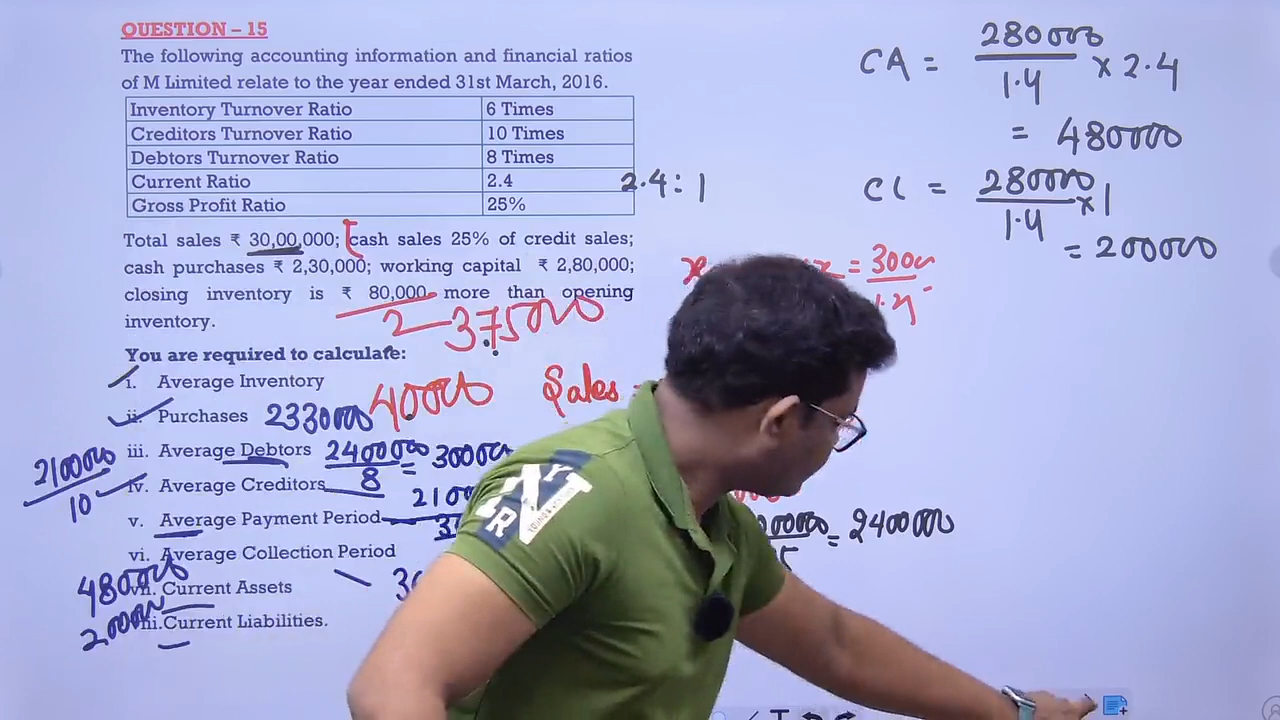 QUESTION – 15
The following accounting information and financial ratios
of M Limited relate to the year ended 31st March, 2016.
Inventory Turnover Ratio 6 Times
Creditors Turnover Ratio 10 Times
Debtors Turnover Ratio 8 Times
Current Ratio 2.4 2.4 : 1
Gross Profit Ratio 25%
Total sales ₹ 30,00,000; cash sales 25% of credit sales;
cash purchases ₹ 2,30,000; working capital ₹ 2,80,000;
closing inventory is ₹ 80,000 more than opening
inventory.
2 375000
You are required to calculate:
i. Average Inventory
ii. Purchases 2330000
40000
Sales
iii. Average Debtors 2400000 / 8 = 300000
2100000 / 10
iv. Average Creditors
v. Average Payment Period
vi. Average Collection Period
480000 vii. Current Assets
200000 viii. Current Liabilities.
= 2400000
CA = 280000 / 1.4 × 2.4
= 480000
CL = 280000 / 1.4 × 1
= 200000